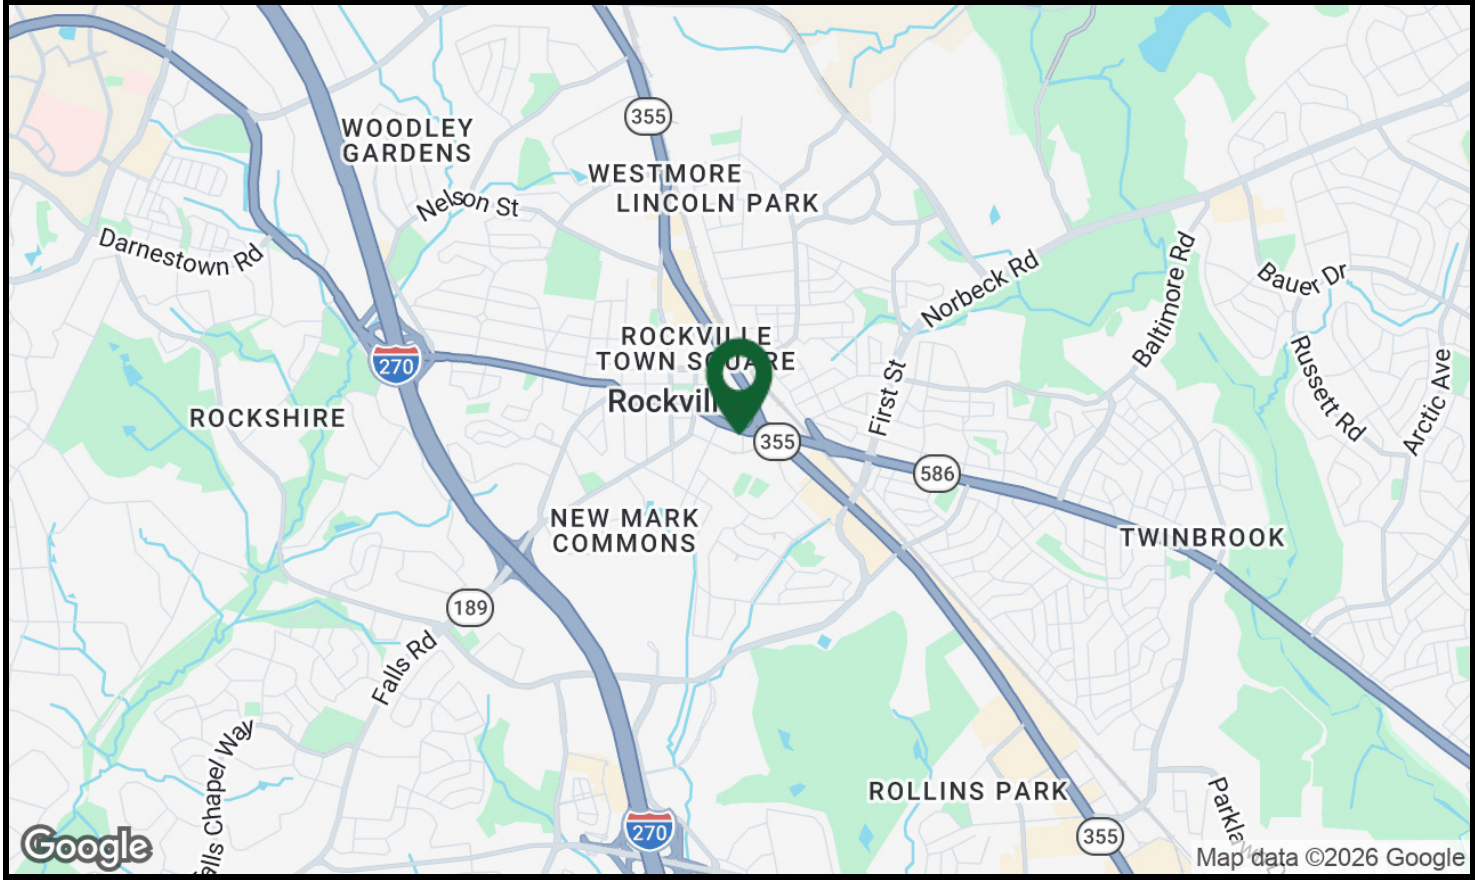 355
WOODLEY
GARDENS
WESTMORE
LINCOLN PARK
Nelson St
Darnestown Rd
Norbeck Rd
Baltimore Rd
Bauer Dr
ROCKVILLE
TOWN SQUARE
270
Russett Rd
Arctic Ave
First St
ROCKSHIRE
Rockvill
355
586
NEW MARK
COMMONS
TWINBROOK
189
Falls Rd
alls Chapel Way
ROLLINS PARK
270
355
Parkla
Google
Map data ©2026 Google